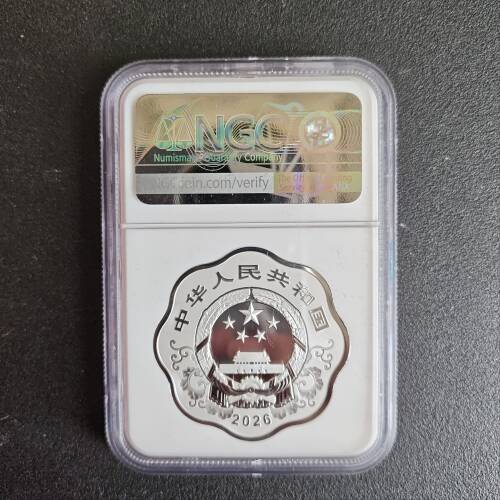 NGC
Numismatic Guaranty Company
NGCcoin.com/verify
中华人民共和国
2026